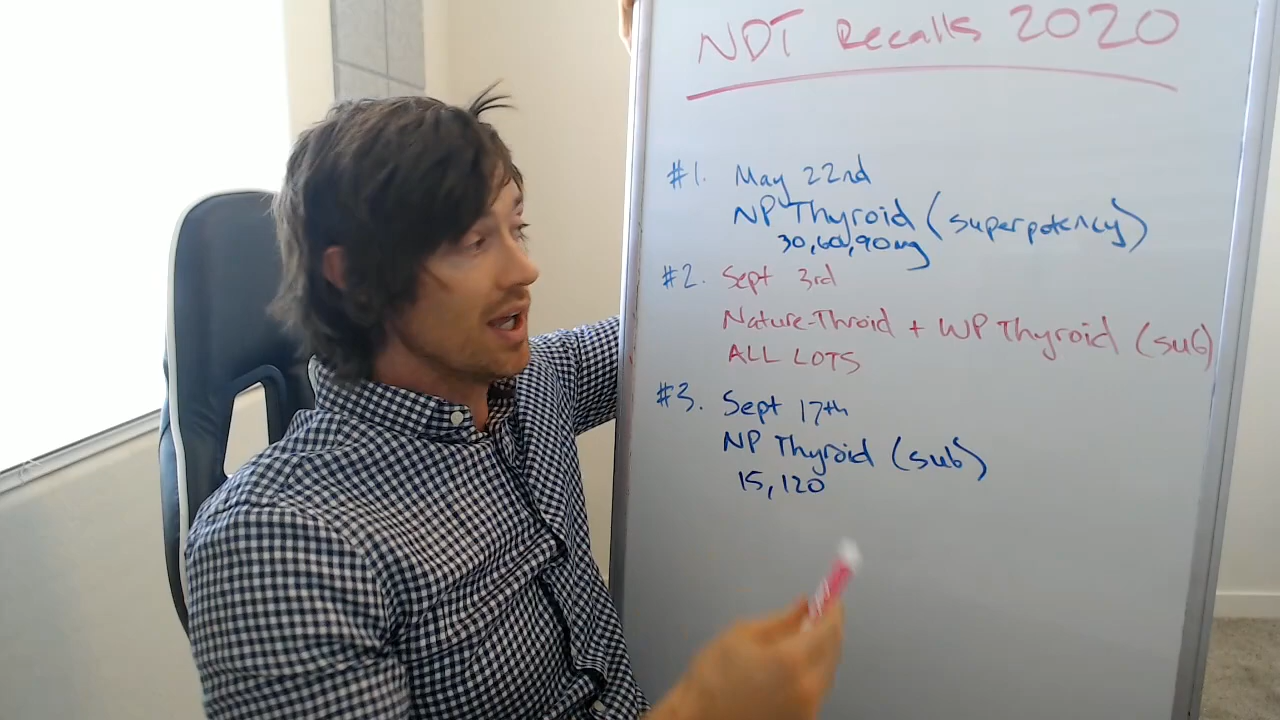 NDT Recalls 2020
#1. May 22nd
NP Thyroid (superpotency)
30,60,90mg
#2. Sept 3rd
Nature-Throid + WP Thyroid (sub)
ALL LOTS
#3. Sept 17th
NP Thyroid (sub)
15,120